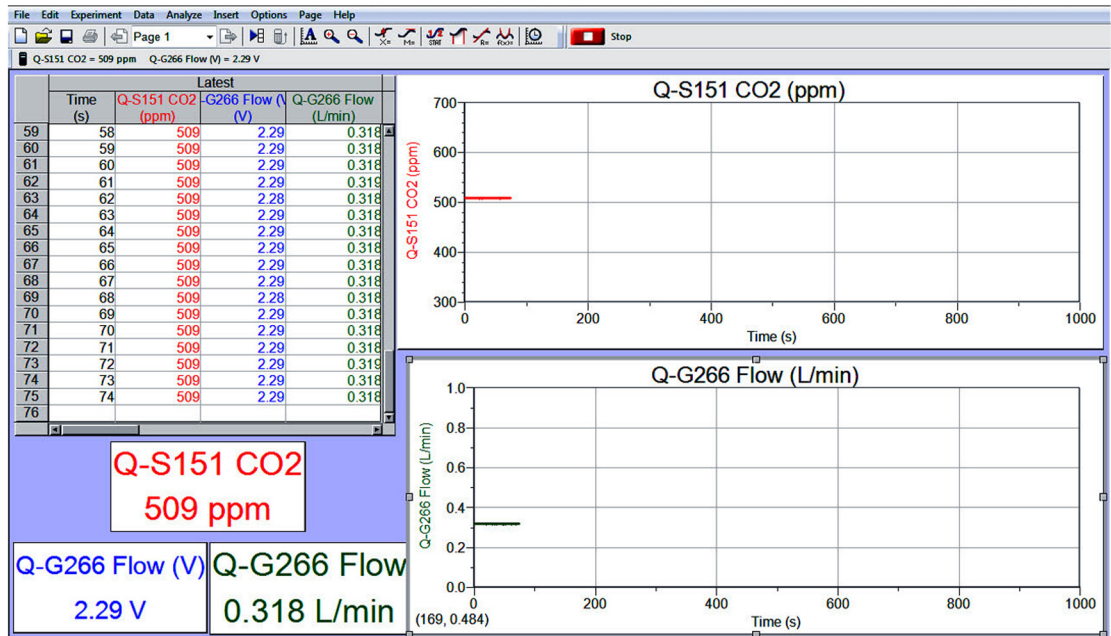 File Edit Experiment Data Analyze Insert Options Page Help
Page 1 Stop
Q-S151 CO2 = 509 ppm Q-G266 Flow (V) = 2.29 V
Latest
Time Q-S151 CO2 -G266 Flow (V Q-G266 Flow
(s) (ppm) (V) (L/min)
59 58 509 2.29 0.318
60 59 509 2.29 0.318
61 60 509 2.29 0.318
62 61 509 2.29 0.319
63 62 509 2.28 0.318
64 63 509 2.29 0.318
65 64 509 2.29 0.318
66 65 509 2.29 0.318
67 66 509 2.29 0.318
68 67 509 2.29 0.318
69 68 509 2.28 0.318
70 69 509 2.29 0.318
71 70 509 2.29 0.318
72 71 509 2.29 0.318
73 72 509 2.29 0.319
74 73 509 2.29 0.318
75 74 509 2.29 0.318
76
Q-S151 CO2
509 ppm
Q-G266 Flow (V)
2.29 V
Q-G266 Flow
0.318 L/min
Q-S151 CO2 (ppm)
Q-S151 CO2 (ppm)
700
600
500
400
300
0 200 400 600 800 1000
Time (s)
Q-G266 Flow (L/min)
Q-G266 Flow (L/min)
1.0
0.8
0.6
0.4
0.2
0.0
0 200 400 600 800 1000
(169, 0.484)
Time (s)